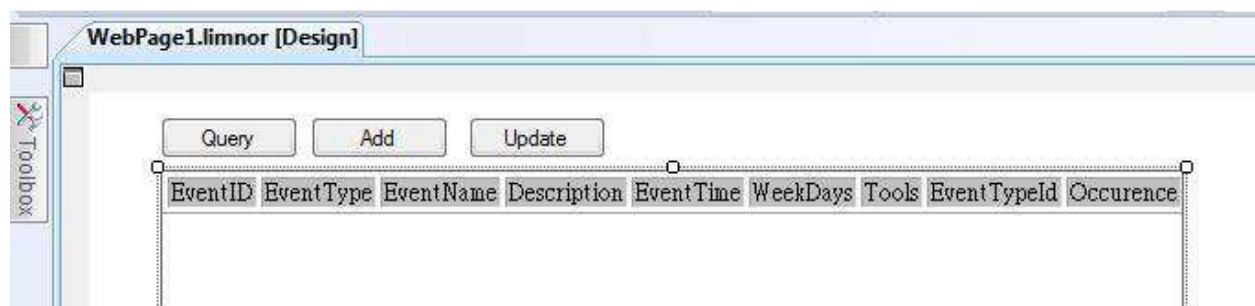 WebPage1.limnor [Design]
Toolbox
Query Add Update
EventID EventType EventName Description EventTime WeekDays Tools EventTypeId Occurence